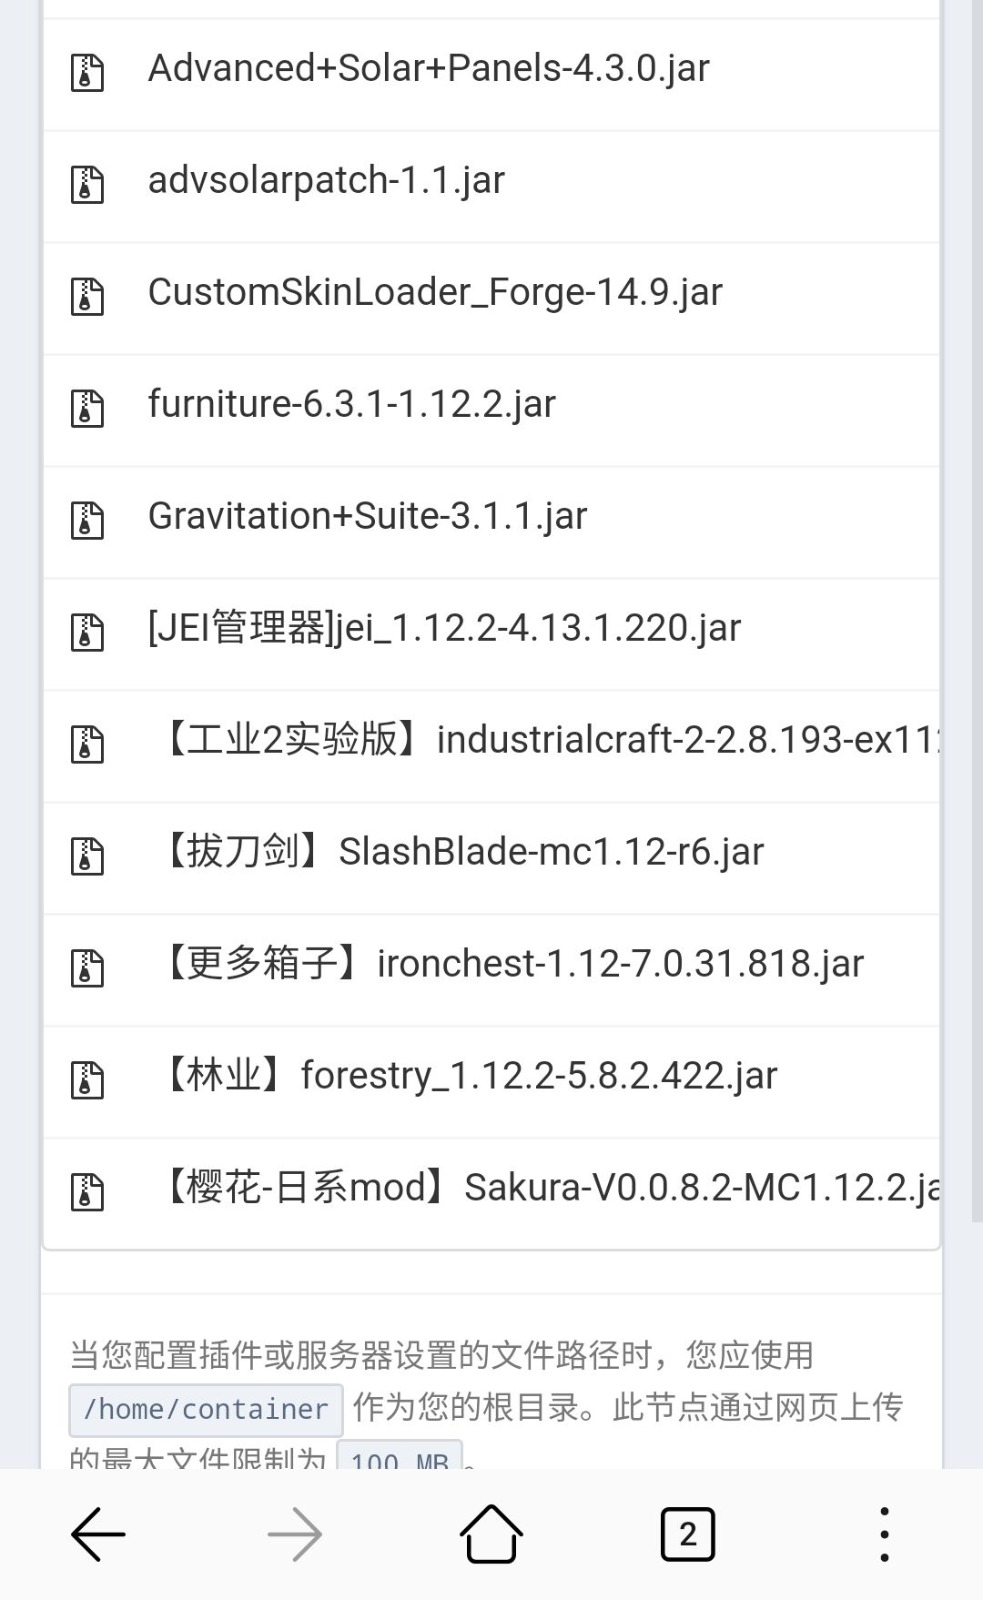 Advanced+Solar+Panels-4.3.0.jar
advsolarpatch-1.1.jar
CustomSkinLoader_Forge-14.9.jar
furniture-6.3.1-1.12.2.jar
Gravitation+Suite-3.1.1.jar
[JEI管理器]jei_1.12.2-4.13.1.220.jar
【工业2实验版】industrialcraft-2-2.8.193-ex11
【拔刀剑】SlashBlade-mc1.12-r6.jar
【更多箱子】ironchest-1.12-7.0.31.818.jar
【林业】forestry_1.12.2-5.8.2.422.jar
【樱花-日系mod】Sakura-V0.0.8.2-MC1.12.2.ja
当您配置插件或服务器设置的文件路径时，您应使用
/home/container 作为您的根目录。此节点通过网页上传
的最大文件限制为 100 MB 。
2